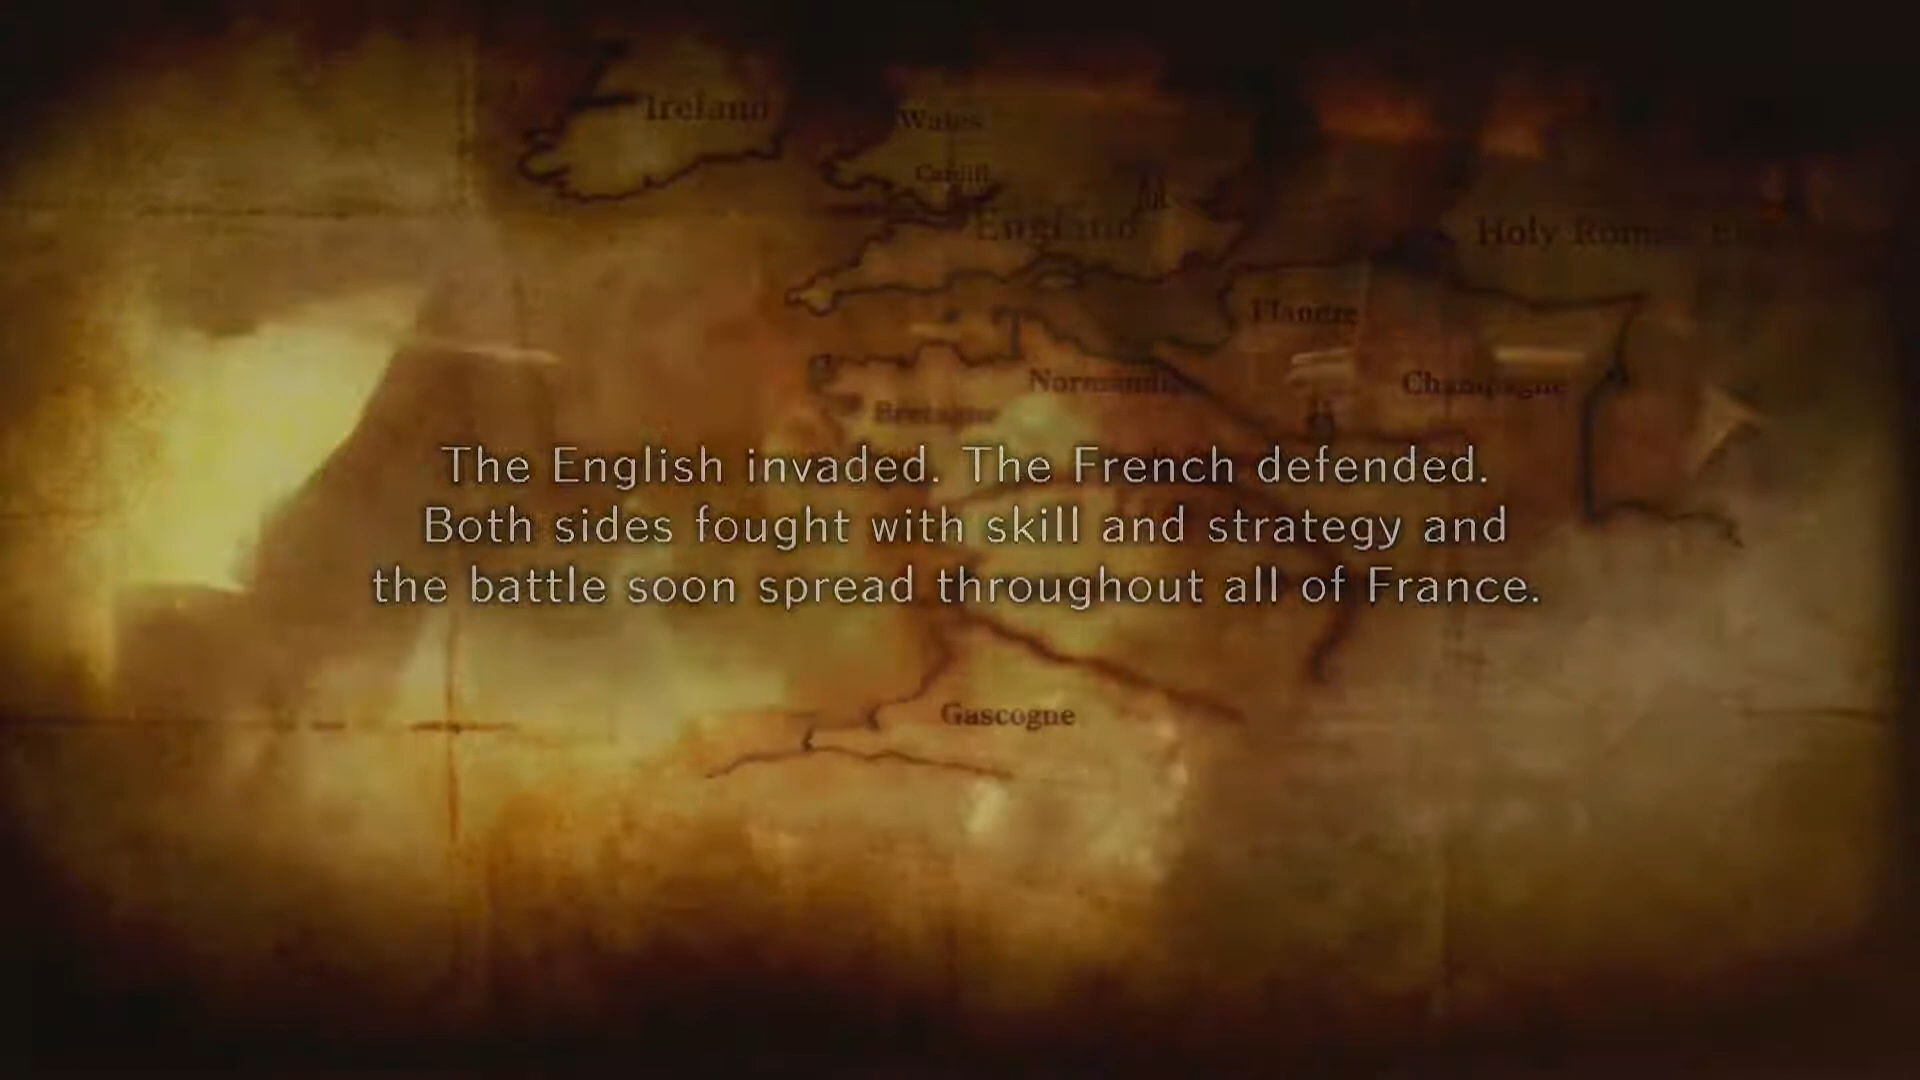 Ireland
Wales
Cardiff
England
Holy Roman
Flandre
Normandie
Champagne
Bretagne
The English invaded. The French defended.
Both sides fought with skill and strategy and
the battle soon spread throughout all of France.
Gascogne